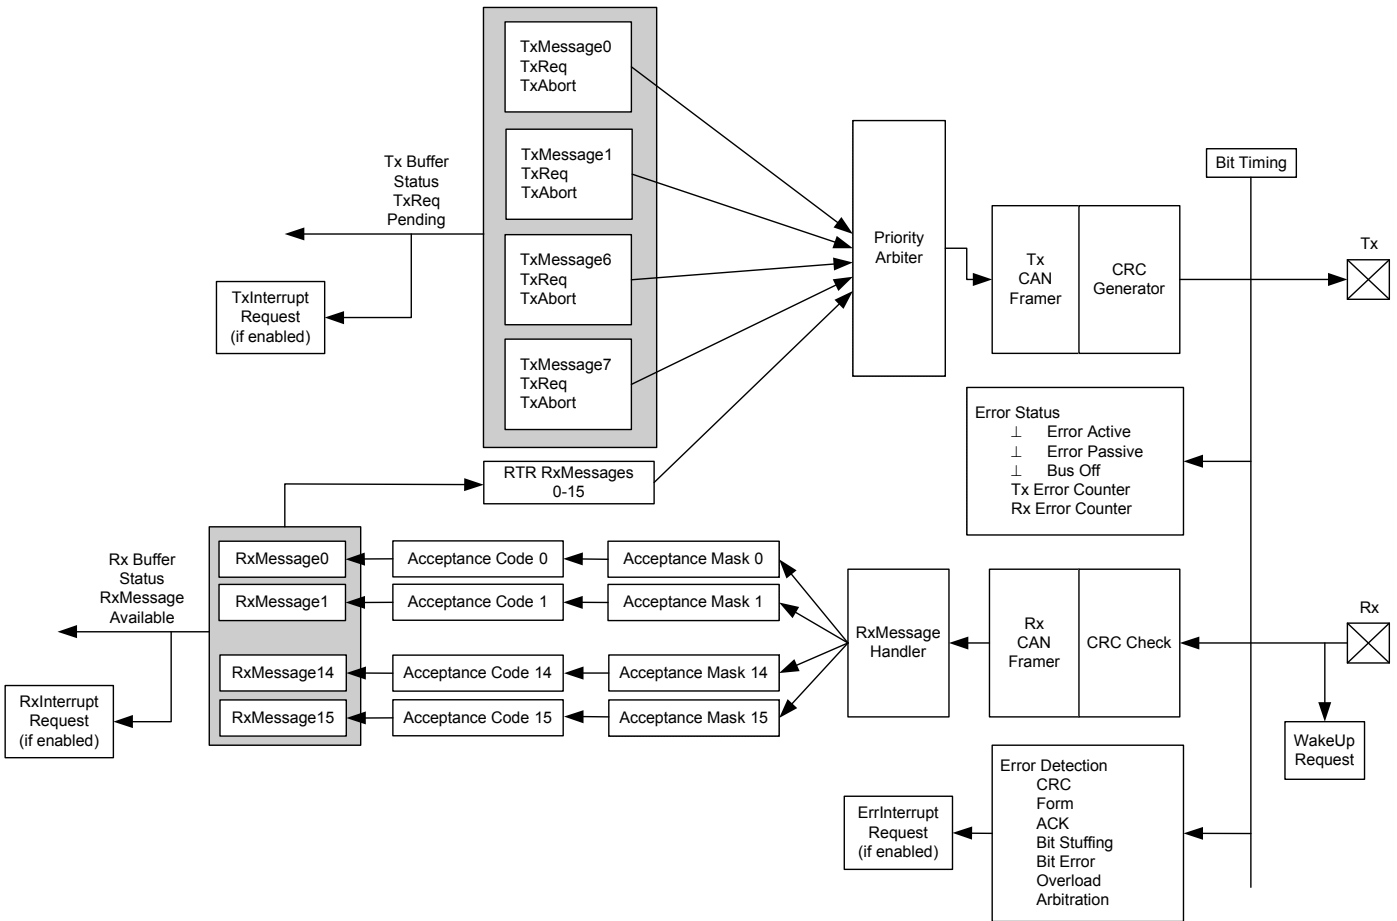 TxMessage0
TxReq
TxAbort
TxMessage1
TxReq
TxAbort
TxMessage6
TxReq
TxAbort
TxMessage7
TxReq
TxAbort
Tx Buffer
Status
TxReq
Pending
TxInterrupt
Request
(if enabled)
Priority
Arbiter
Tx
CAN
Framer
CRC
Generator
Bit Timing
Tx
RTR RxMessages
0-15
Error Status
⊥ Error Active
⊥ Error Passive
⊥ Bus Off
Tx Error Counter
Rx Error Counter
Rx Buffer
Status
RxMessage
Available
RxInterrupt
Request
(if enabled)
RxMessage0
Acceptance Code 0
Acceptance Mask 0
RxMessage1
Acceptance Code 1
Acceptance Mask 1
RxMessage14
Acceptance Code 14
Acceptance Mask 14
RxMessage15
Acceptance Code 15
Acceptance Mask 15
RxMessage
Handler
Rx
CAN
Framer
CRC Check
Rx
WakeUp
Request
ErrInterrupt
Request
(if enabled)
Error Detection
CRC
Form
ACK
Bit Stuffing
Bit Error
Overload
Arbitration